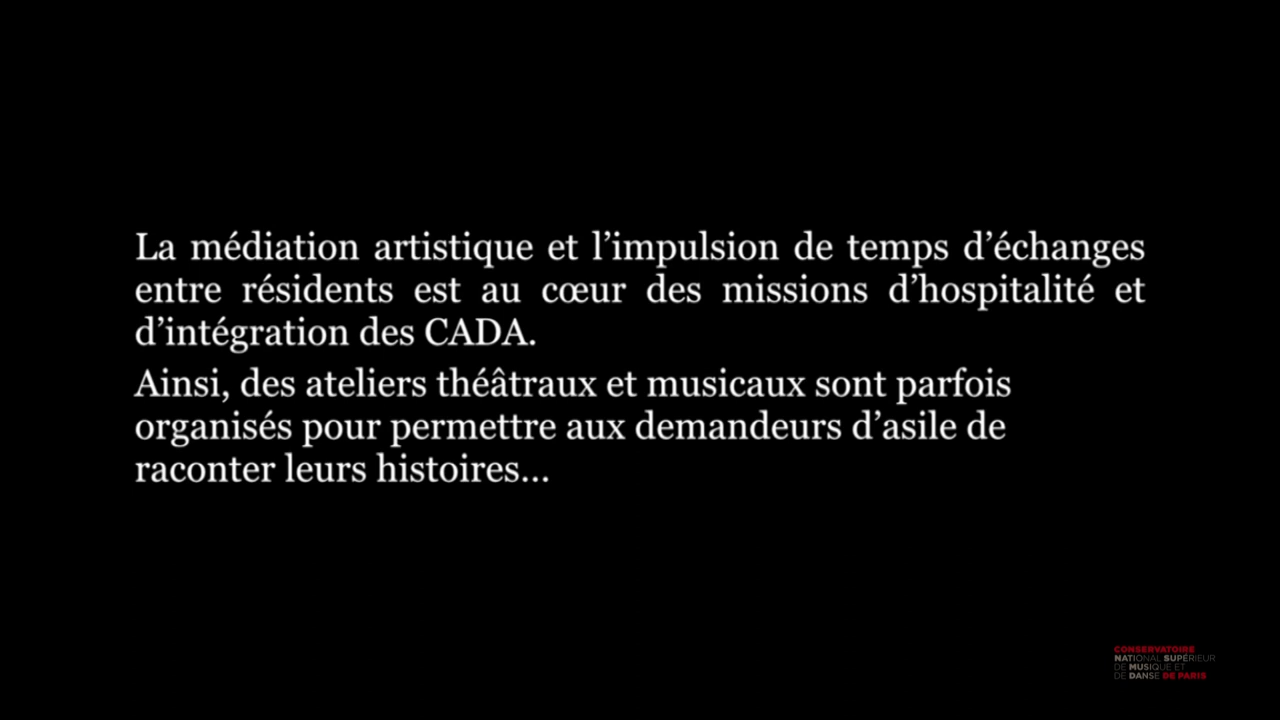 La médiation artistique et l’impulsion de temps d’échanges
entre résidents est au cœur des missions d’hospitalité et
d’intégration des CADA.
Ainsi, des ateliers théâtraux et musicaux sont parfois
organisés pour permettre aux demandeurs d’asile de
raconter leurs histoires...
CONSERVATOIRE
NATIONAL SUPÉRIEUR
DE MUSIQUE ET
DE DANSE DE PARIS